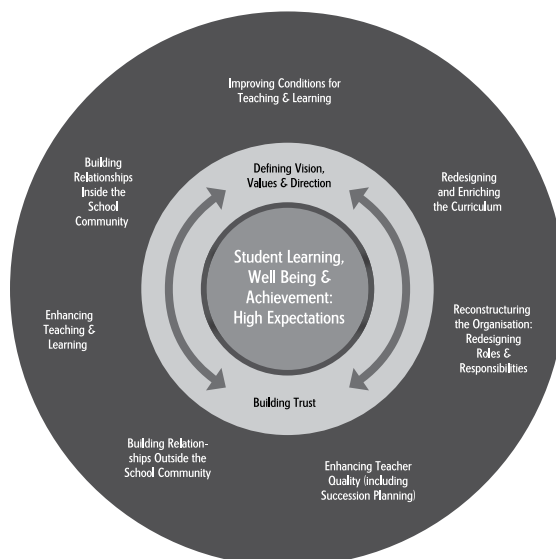 Improving Conditions for
Teaching & Learning
Building
Relationships
Inside the
School
Community
Defining Vision,
Values & Direction
Redesigning
and Enriching
the Curriculum
Student Learning,
Well Being &
Achievement:
High Expectations
Enhancing
Teaching &
Learning
Reconstructuring
the Organisation:
Redesigning
Roles &
Responsibilities
Building Trust
Building Relation-
ships Outside the
School Community
Enhancing Teacher
Quality (including
Succession Planning)